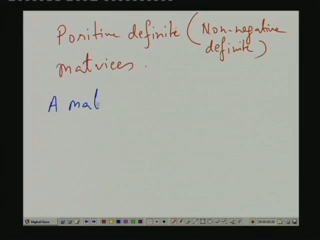 Positive definite (Non-negative definite)
matrices.
A mat